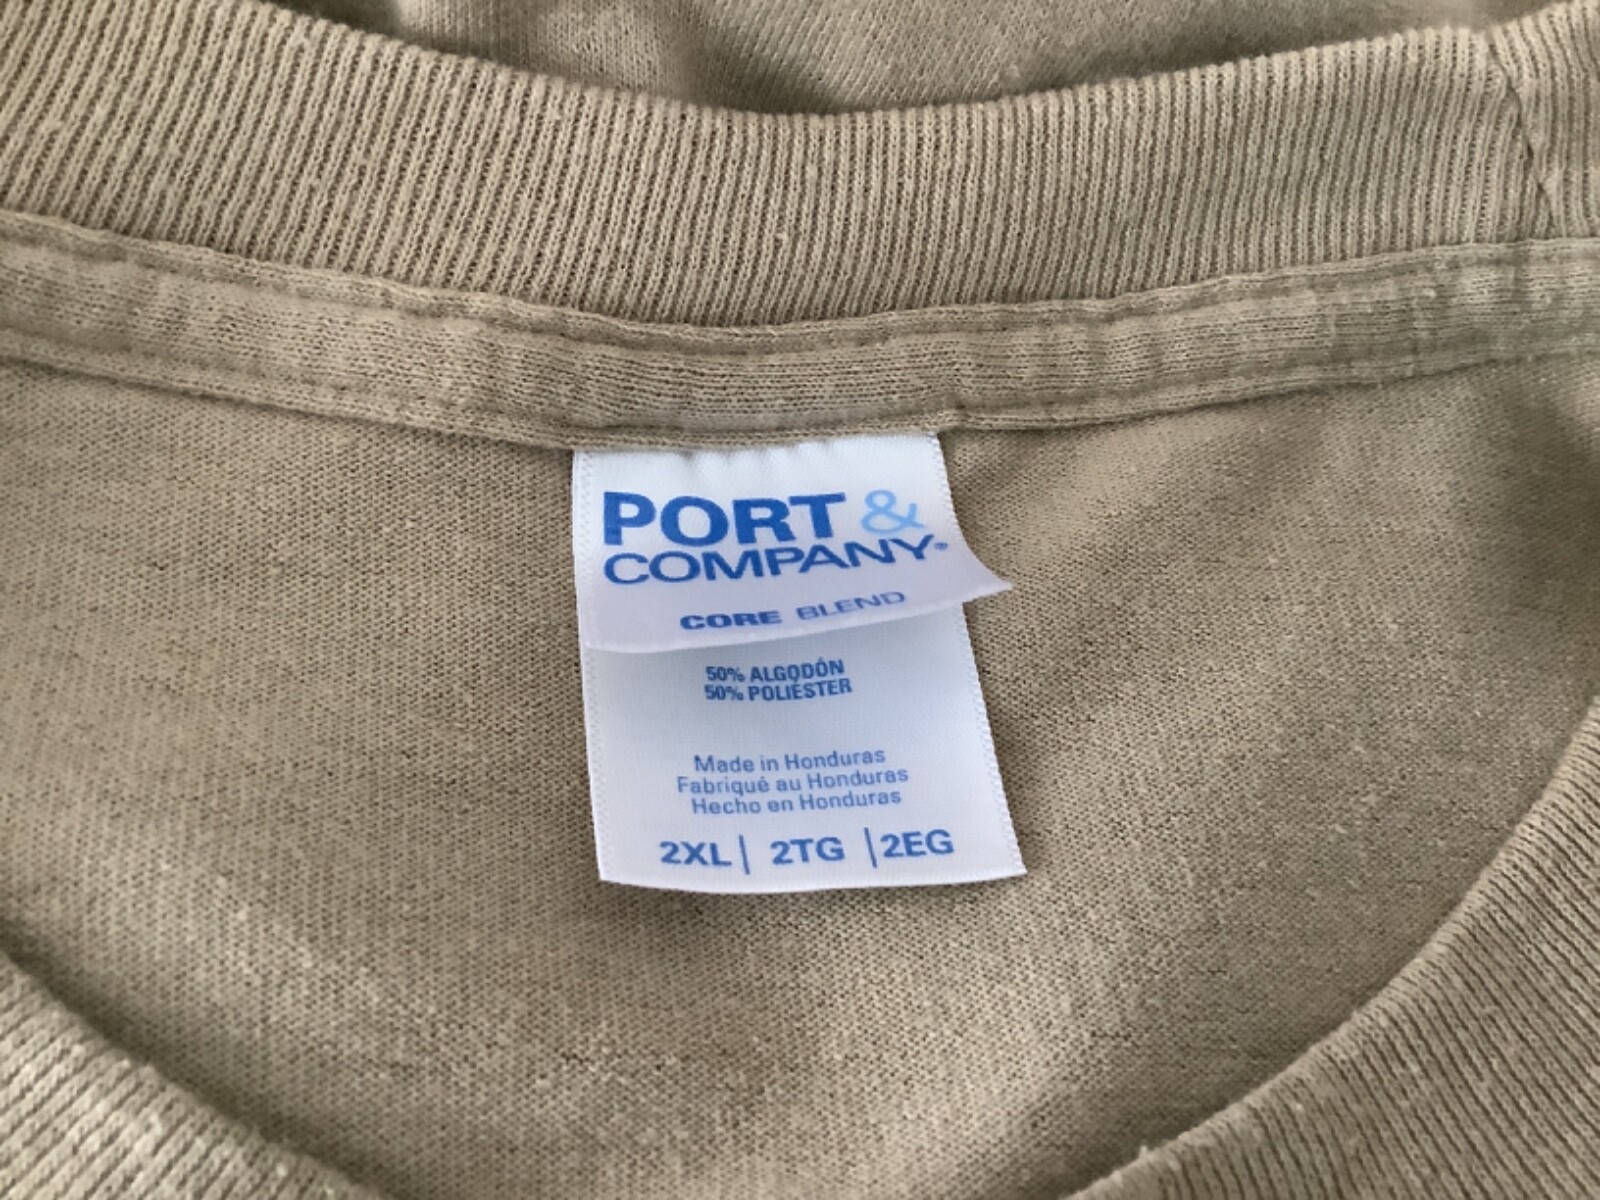 PORT &
COMPANY®
CORE BLEND
50% ALGODÓN
50% POLIÉSTER
Made in Honduras
Fabriqué au Honduras
Hecho en Honduras
2XL | 2TG | 2EG